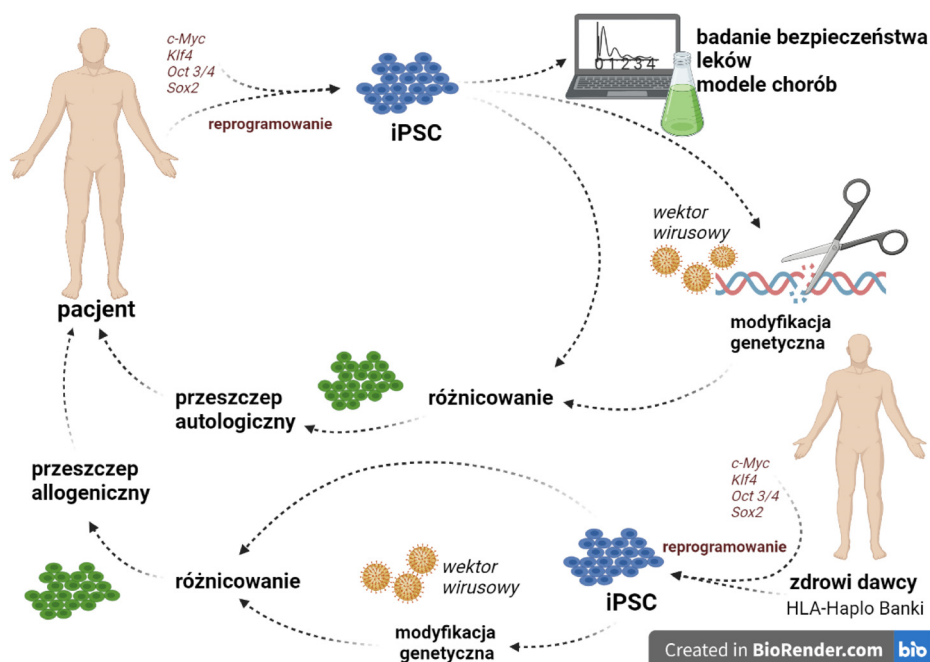 c-Myc
Klf4
Oct 3/4
Sox2
reprogramowanie
iPSC
0 1 2 3 4
badanie bezpieczeństwa
leków
modele chorób
wektor
wirusowy
modyfikacja
genetyczna
pacjent
przeszczep
autologiczny
różnicowanie
przeszczep
allogeniczny
c-Myc
Klf4
Oct 3/4
Sox2
reprogramowanie
zdrowi dawcy
HLA-Haplo Banki
iPSC
wektor
wirusowy
różnicowanie
modyfikacja
genetyczna
Created in BioRender.com bio